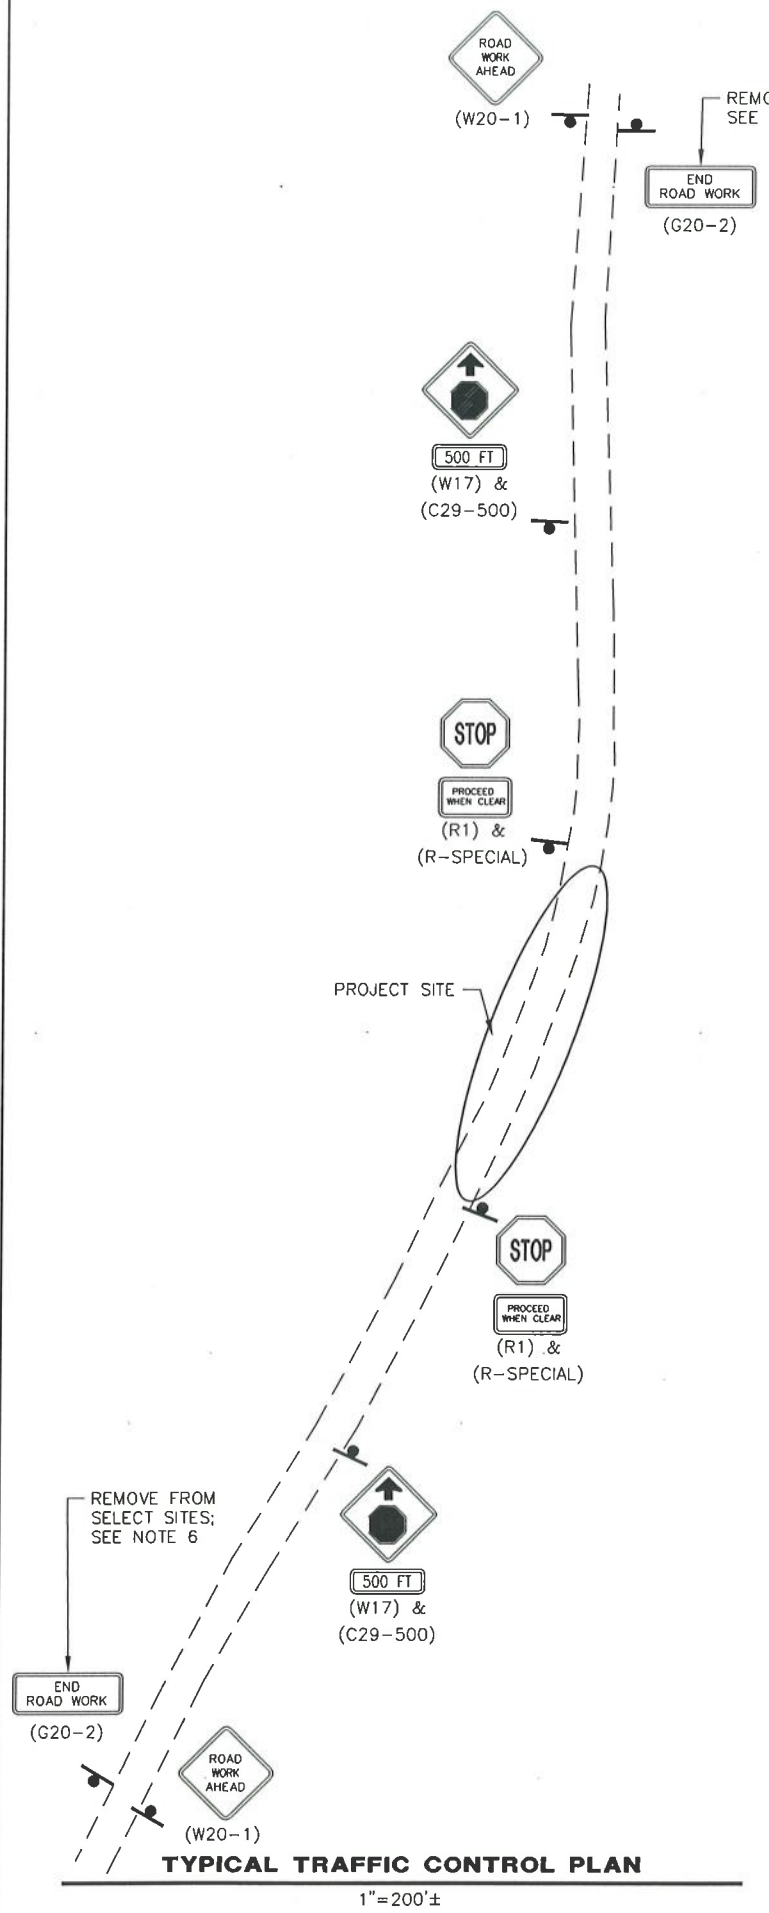 ROAD
WORK
AHEAD
(W20-1)
SEE
END
ROAD WORK
(G20-2)
500 FT
(W17) &
(C29-500)
STOP
PROCEED
WHEN CLEAR
(R1) &
(R-SPECIAL)
PROJECT SITE
STOP
PROCEED
WHEN CLEAR
(R1) &
(R-SPECIAL)
REMOVE FROM
SELECT SITES;
SEE NOTE 6
500 FT
(W17) &
(C29-500)
END
ROAD WORK
(G20-2)
ROAD
WORK
AHEAD
(W20-1)
TYPICAL TRAFFIC CONTROL PLAN
1"=200'±